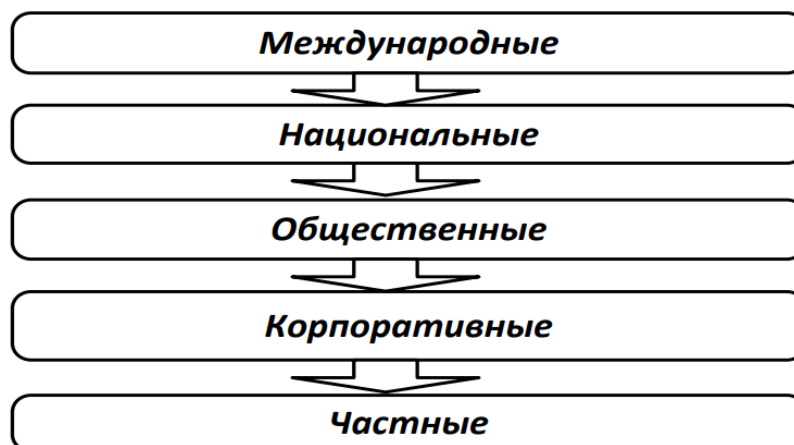 Международные
Национальные
Общественные
Корпоративные
Частные